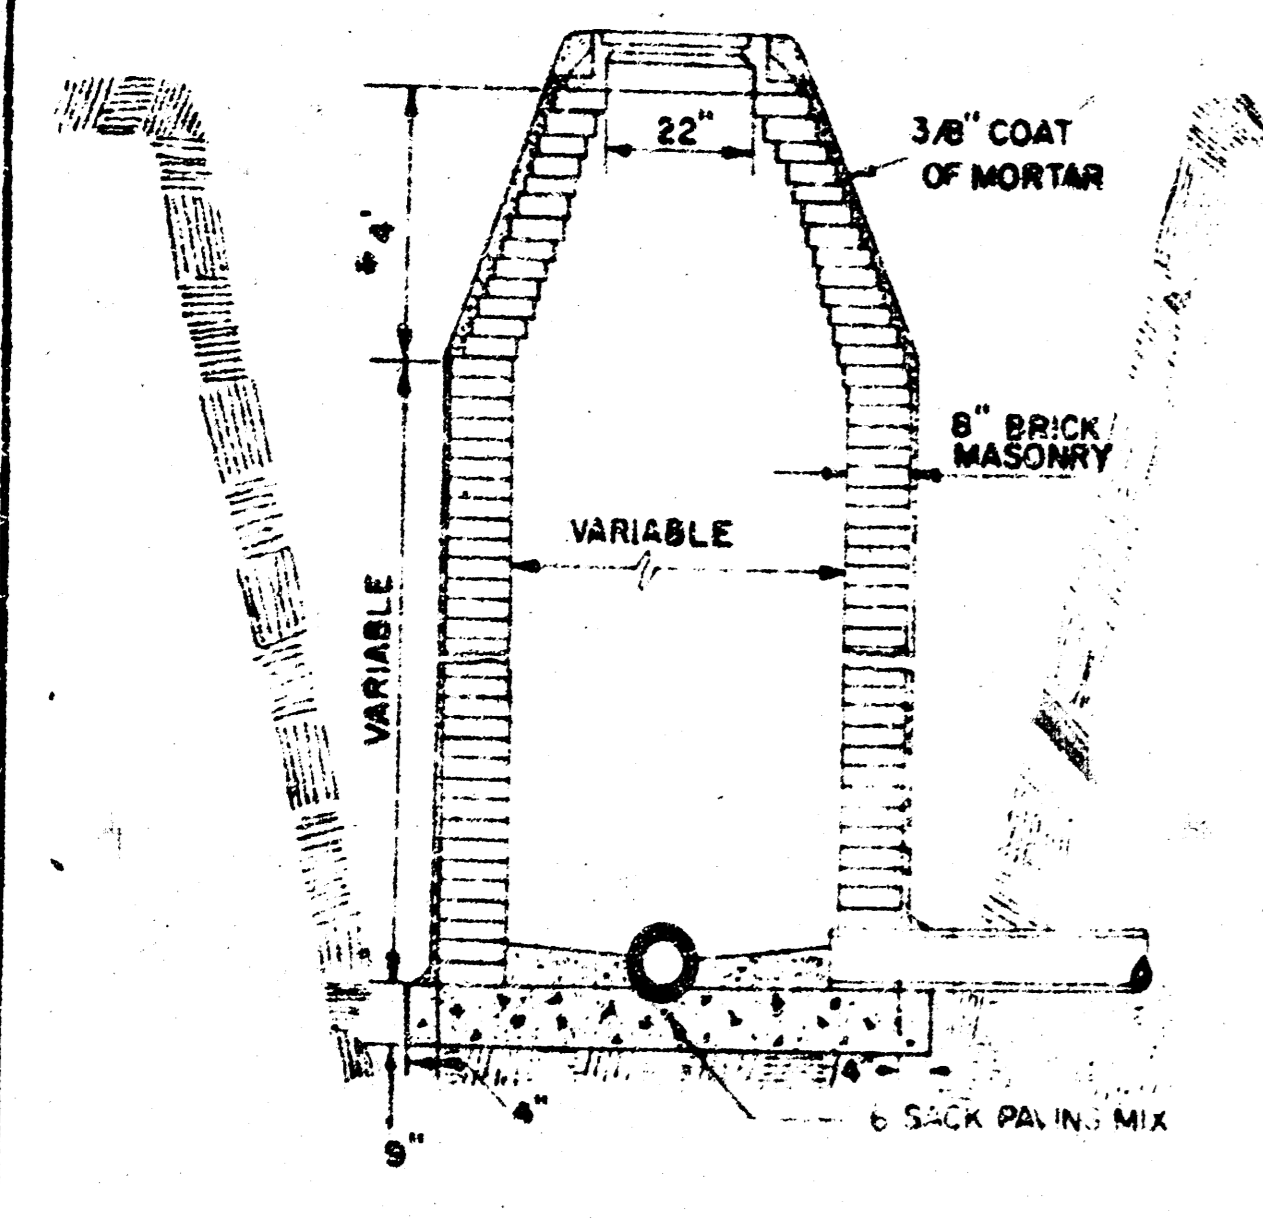 22"
3/8" COAT
OF MORTAR
4'
8" BRICK
MASONRY
VARIABLE
VARIABLE
4"
4"
9"
6 SACK PAVING MIX